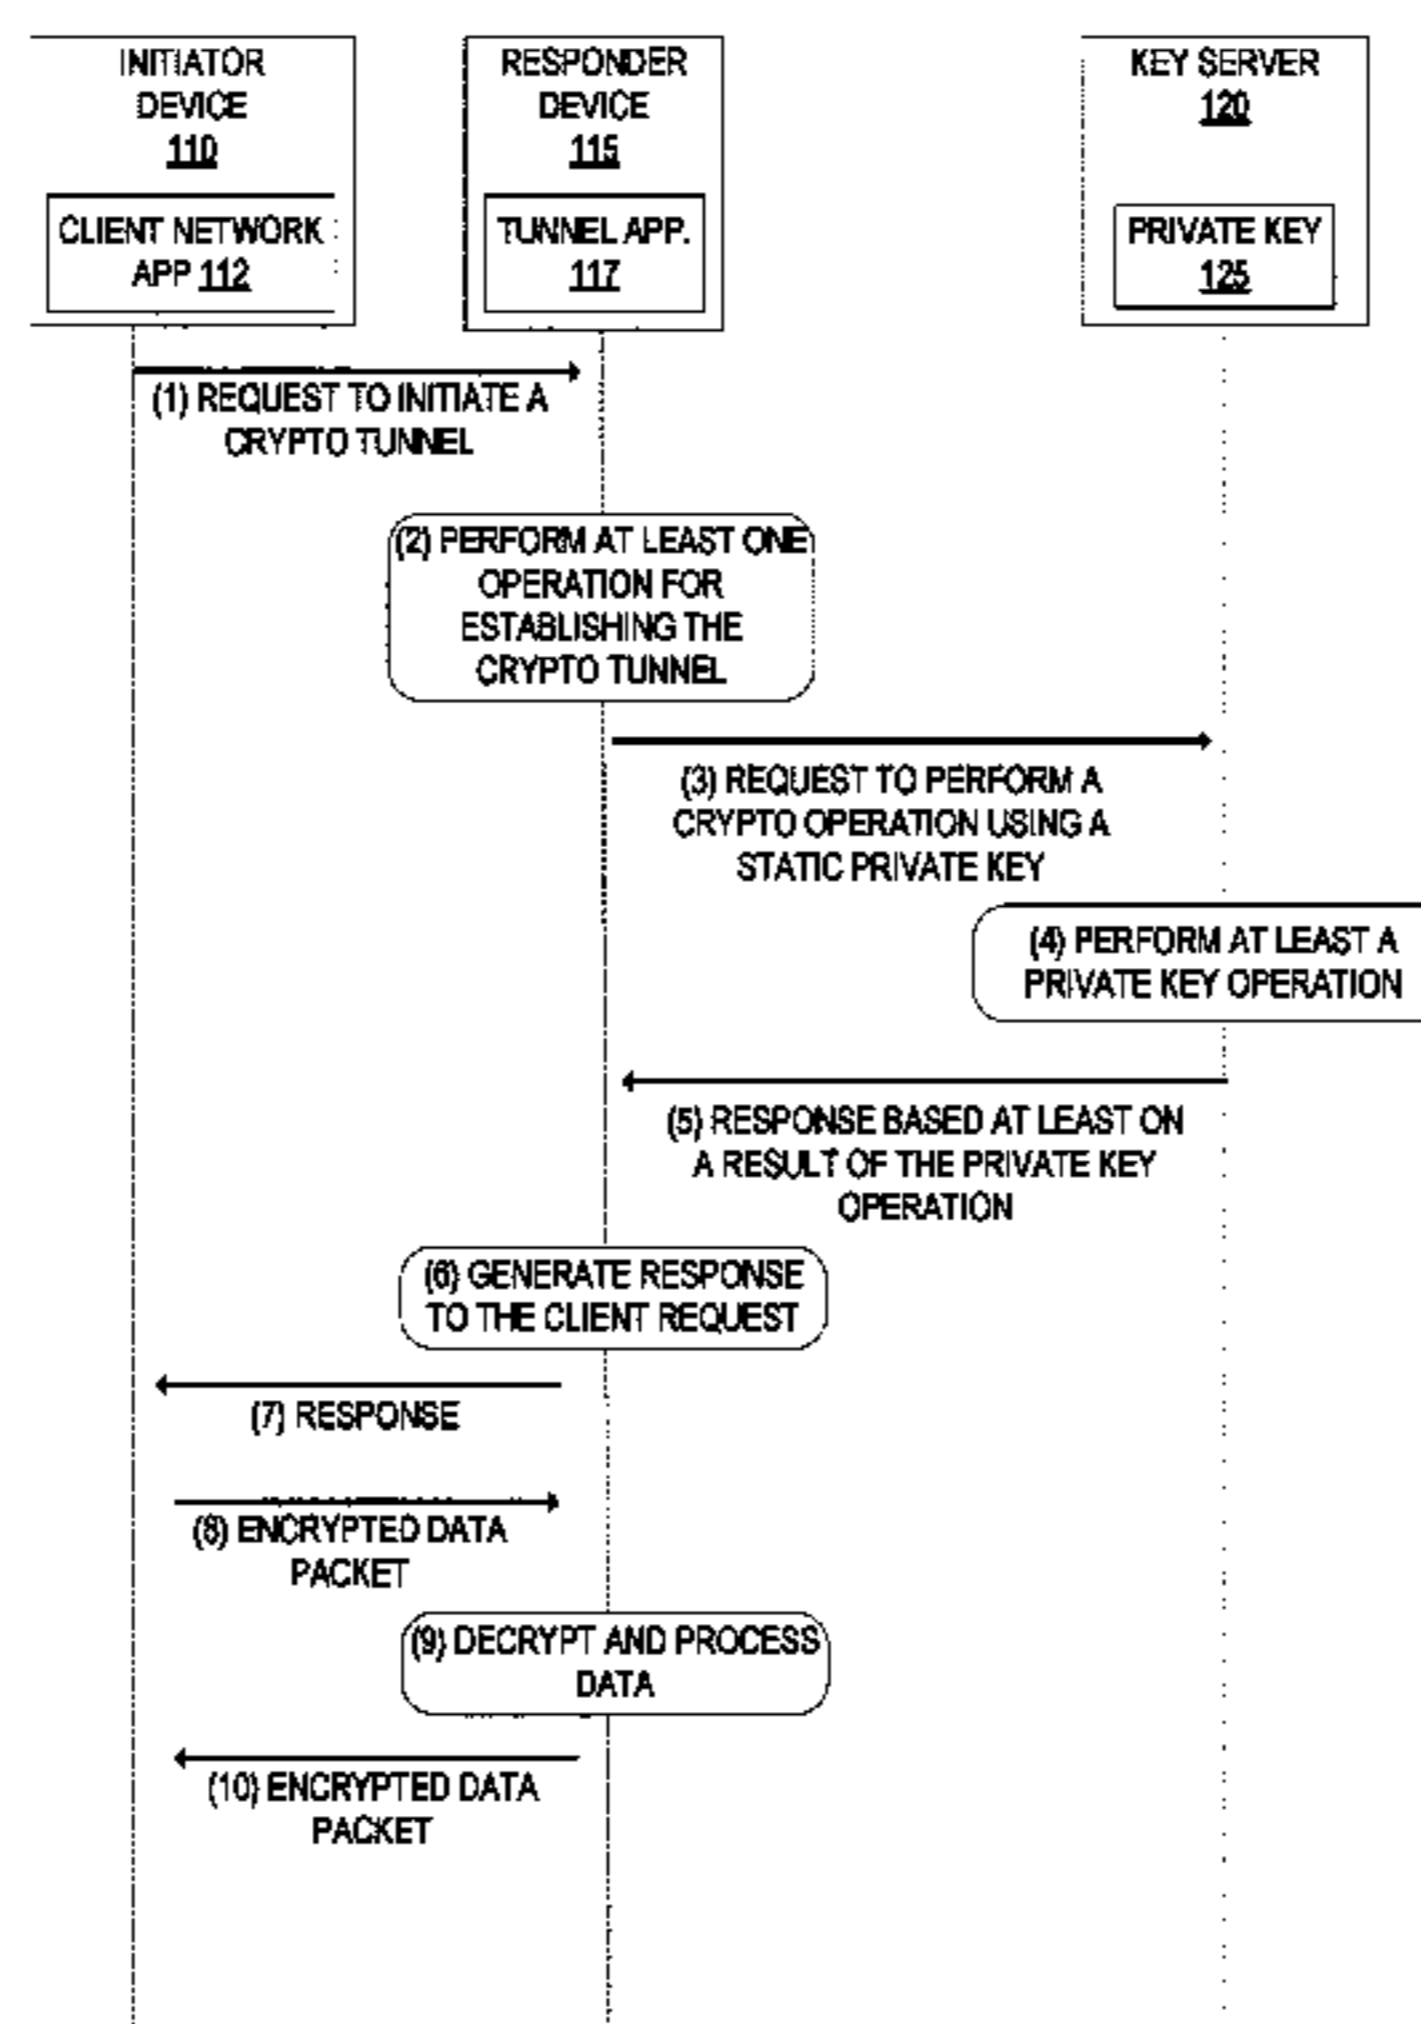 INITIATOR
DEVICE
110
CLIENT NETWORK
APP 112
RESPONDER
DEVICE
115
TUNNEL APP.
117
KEY SERVER
120
PRIVATE KEY
125
(1) REQUEST TO INITIATE A
CRYPTO TUNNEL
(2) PERFORM AT LEAST ONE
OPERATION FOR
ESTABLISHING THE
CRYPTO TUNNEL
(3) REQUEST TO PERFORM A
CRYPTO OPERATION USING A
STATIC PRIVATE KEY
(4) PERFORM AT LEAST A
PRIVATE KEY OPERATION
(5) RESPONSE BASED AT LEAST ON
A RESULT OF THE PRIVATE KEY
OPERATION
(6) GENERATE RESPONSE
TO THE CLIENT REQUEST
(7) RESPONSE
(8) ENCRYPTED DATA
PACKET
(9) DECRYPT AND PROCESS
DATA
(10) ENCRYPTED DATA
PACKET